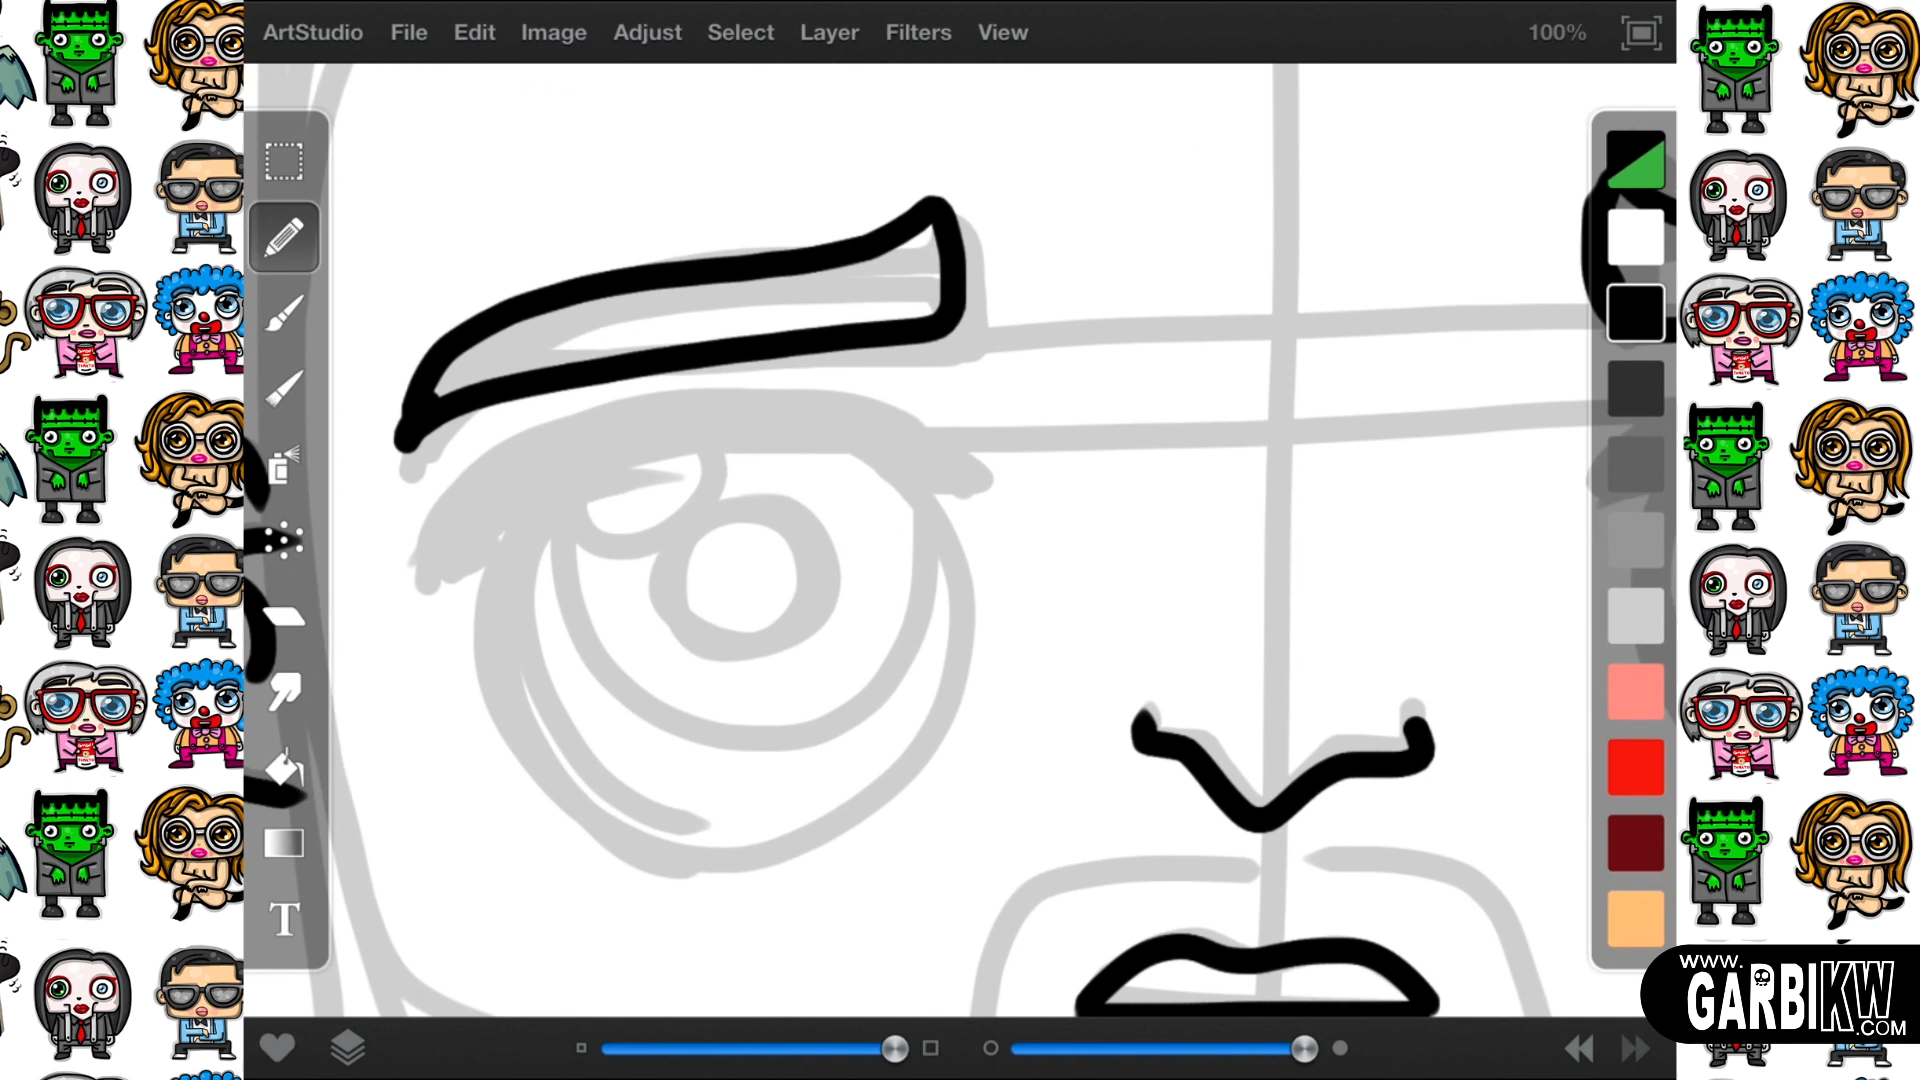 ArtStudio File Edit Image Adjust Select Layer Filters View 100%
T
www.
GARBIKW
.COM